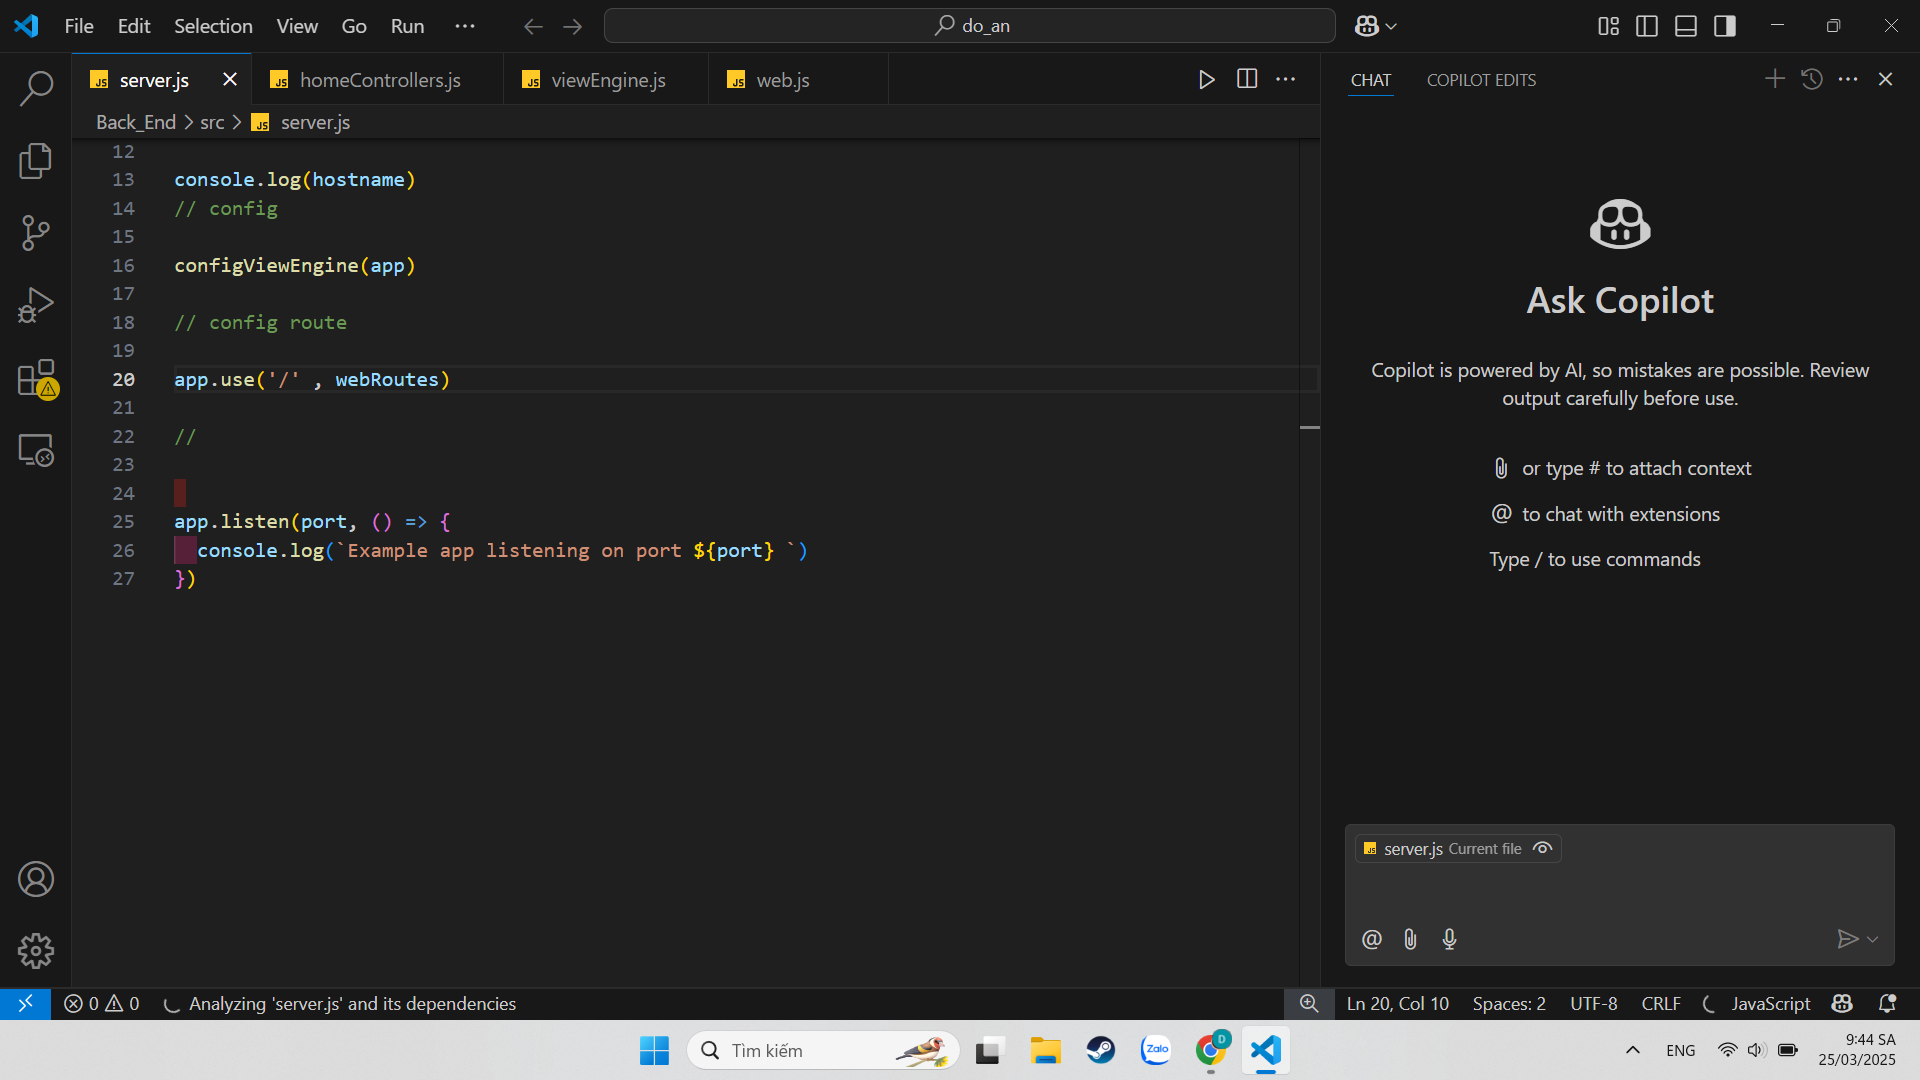 File Edit Selection View Go Run ···
do_an
server.js
homeControllers.js
viewEngine.js
web.js
CHAT COPILOT EDITS
Back_End > src > JS server.js
12
13 console.log(hostname)
14 // config
15
16 configViewEngine(app)
17
18 // config route
19
20 app.use('/' , webRoutes)
21
22 //
23
24
25 app.listen(port, () => {
26 console.log(`Example app listening on port ${port} `)
27 })
Ask Copilot
Copilot is powered by AI, so mistakes are possible. Review
output carefully before use.
or type # to attach context
@ to chat with extensions
Type / to use commands
JS server.js Current file
@
0 0 Analyzing 'server.js' and its dependencies
Ln 20, Col 10 Spaces: 2 UTF-8 CRLF JavaScript
Tìm kiếm
Zalo
D
ENG
9:44 SA
25/03/2025